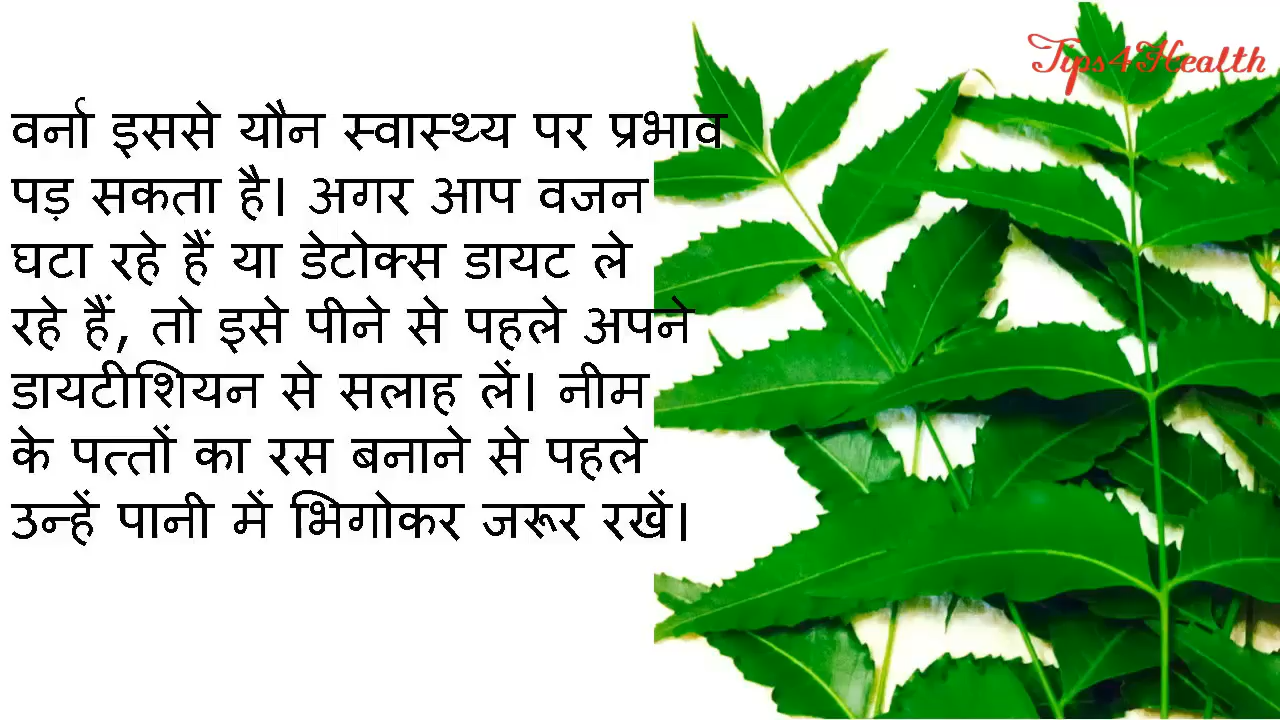 Tips4Health
वर्ना इससे यौन स्वास्थ्य पर प्रभाव
पड़ सकता है। अगर आप वजन
घटा रहे हैं या डेटोक्स डायट ले
रहे हैं, तो इसे पीने से पहले अपने
डायटीशियन से सलाह लें। नीम
के पत्तों का रस बनाने से पहले
उन्हें पानी में भिगोकर जरूर रखें।